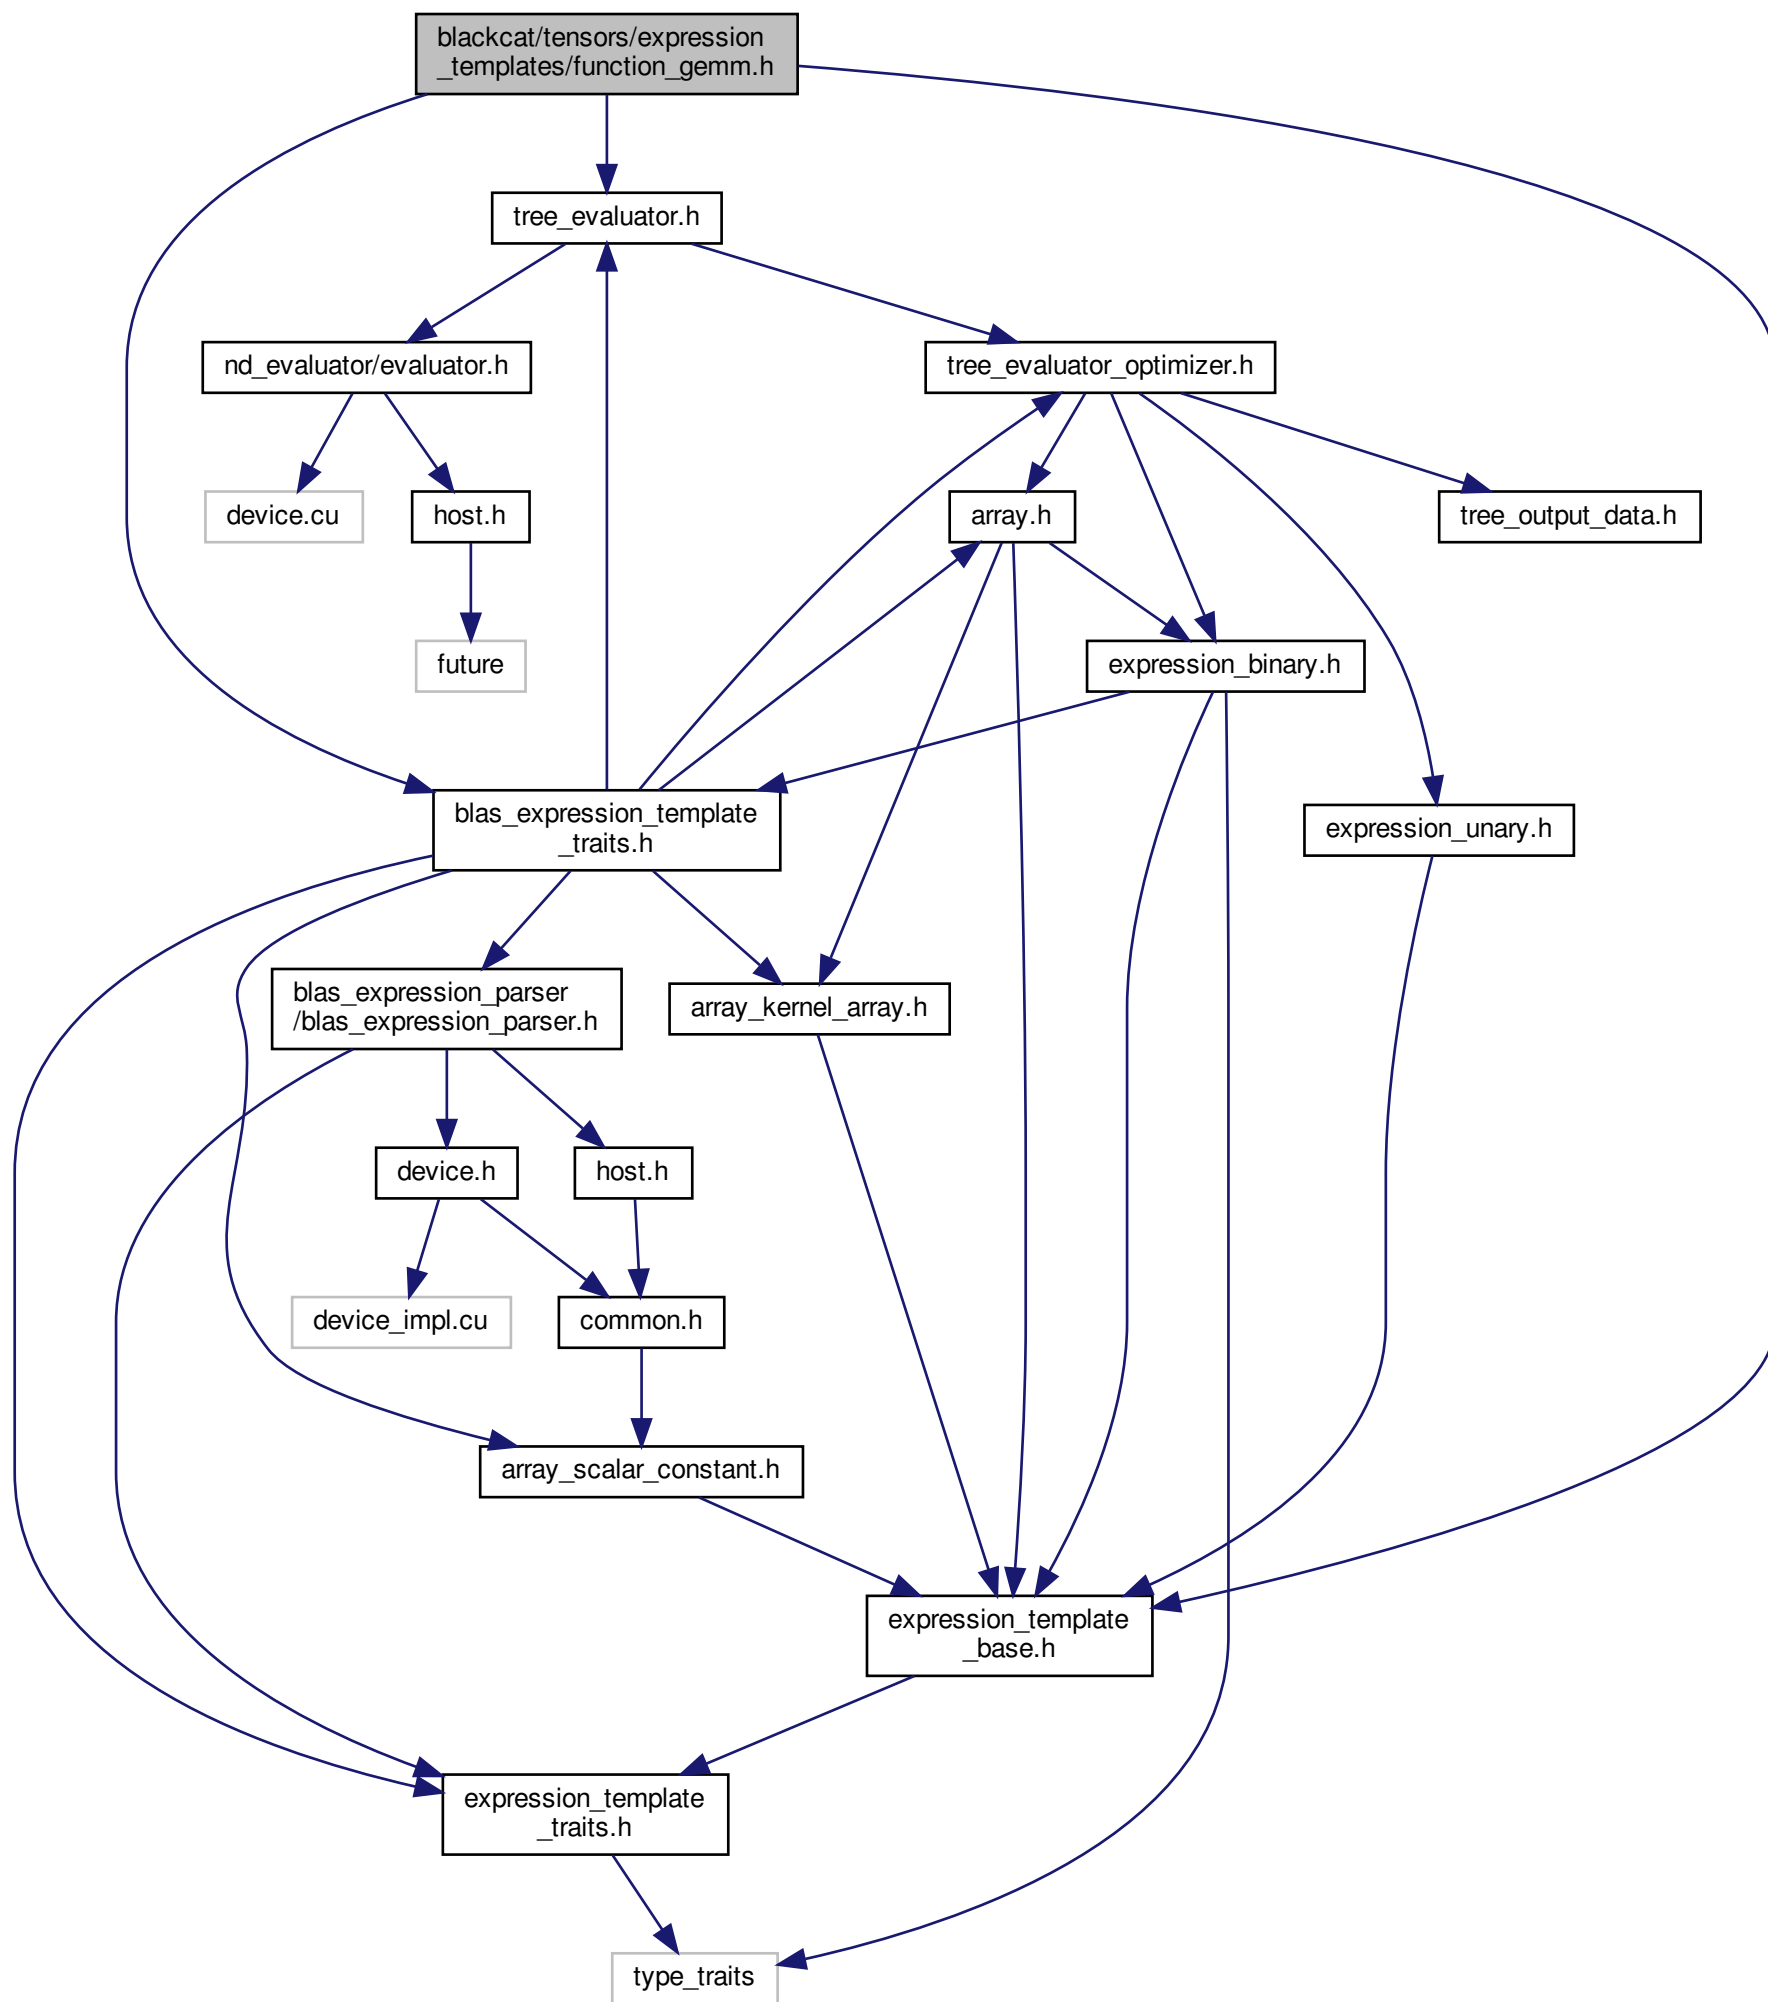 blackcat/tensors/expression
_templates/function_gemm.h
tree_evaluator.h
nd_evaluator/evaluator.h
tree_evaluator_optimizer.h
device.cu
host.h
array.h
tree_output_data.h
future
expression_binary.h
blas_expression_template
_traits.h
expression_unary.h
blas_expression_parser
/blas_expression_parser.h
array_kernel_array.h
device.h
host.h
device_impl.cu
common.h
array_scalar_constant.h
expression_template
_base.h
expression_template
_traits.h
type_traits